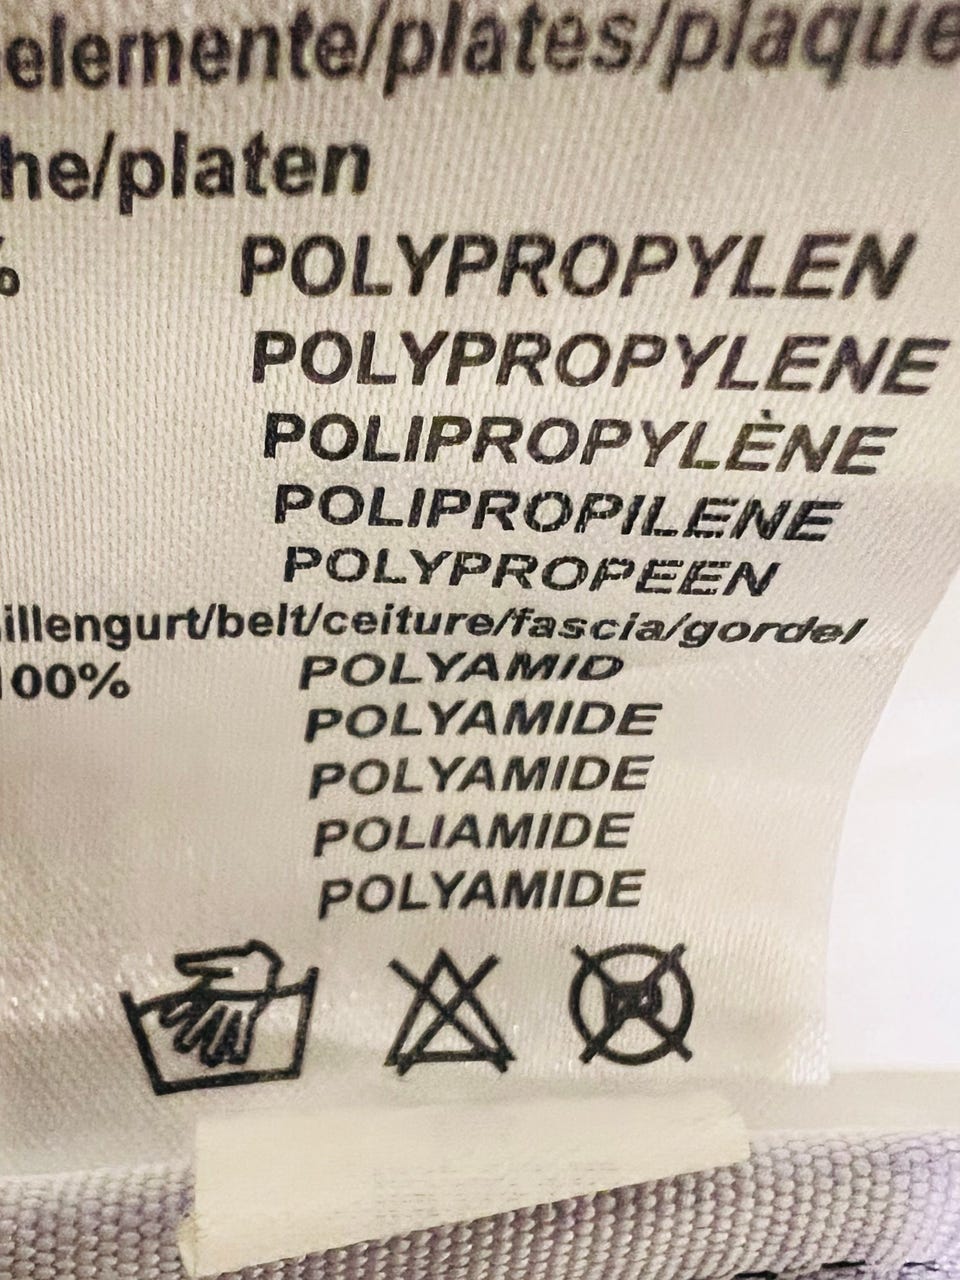 elemente/plates/plaque
he/platen
% POLYPROPYLEN
POLYPROPYLENE
POLIPROPYLÈNE
POLIPROPILENE
POLYPROPEEN
illengurt/belt/ceiture/fascia/gordel
100% POLYAMID
POLYAMIDE
POLYAMIDE
POLIAMIDE
POLYAMIDE